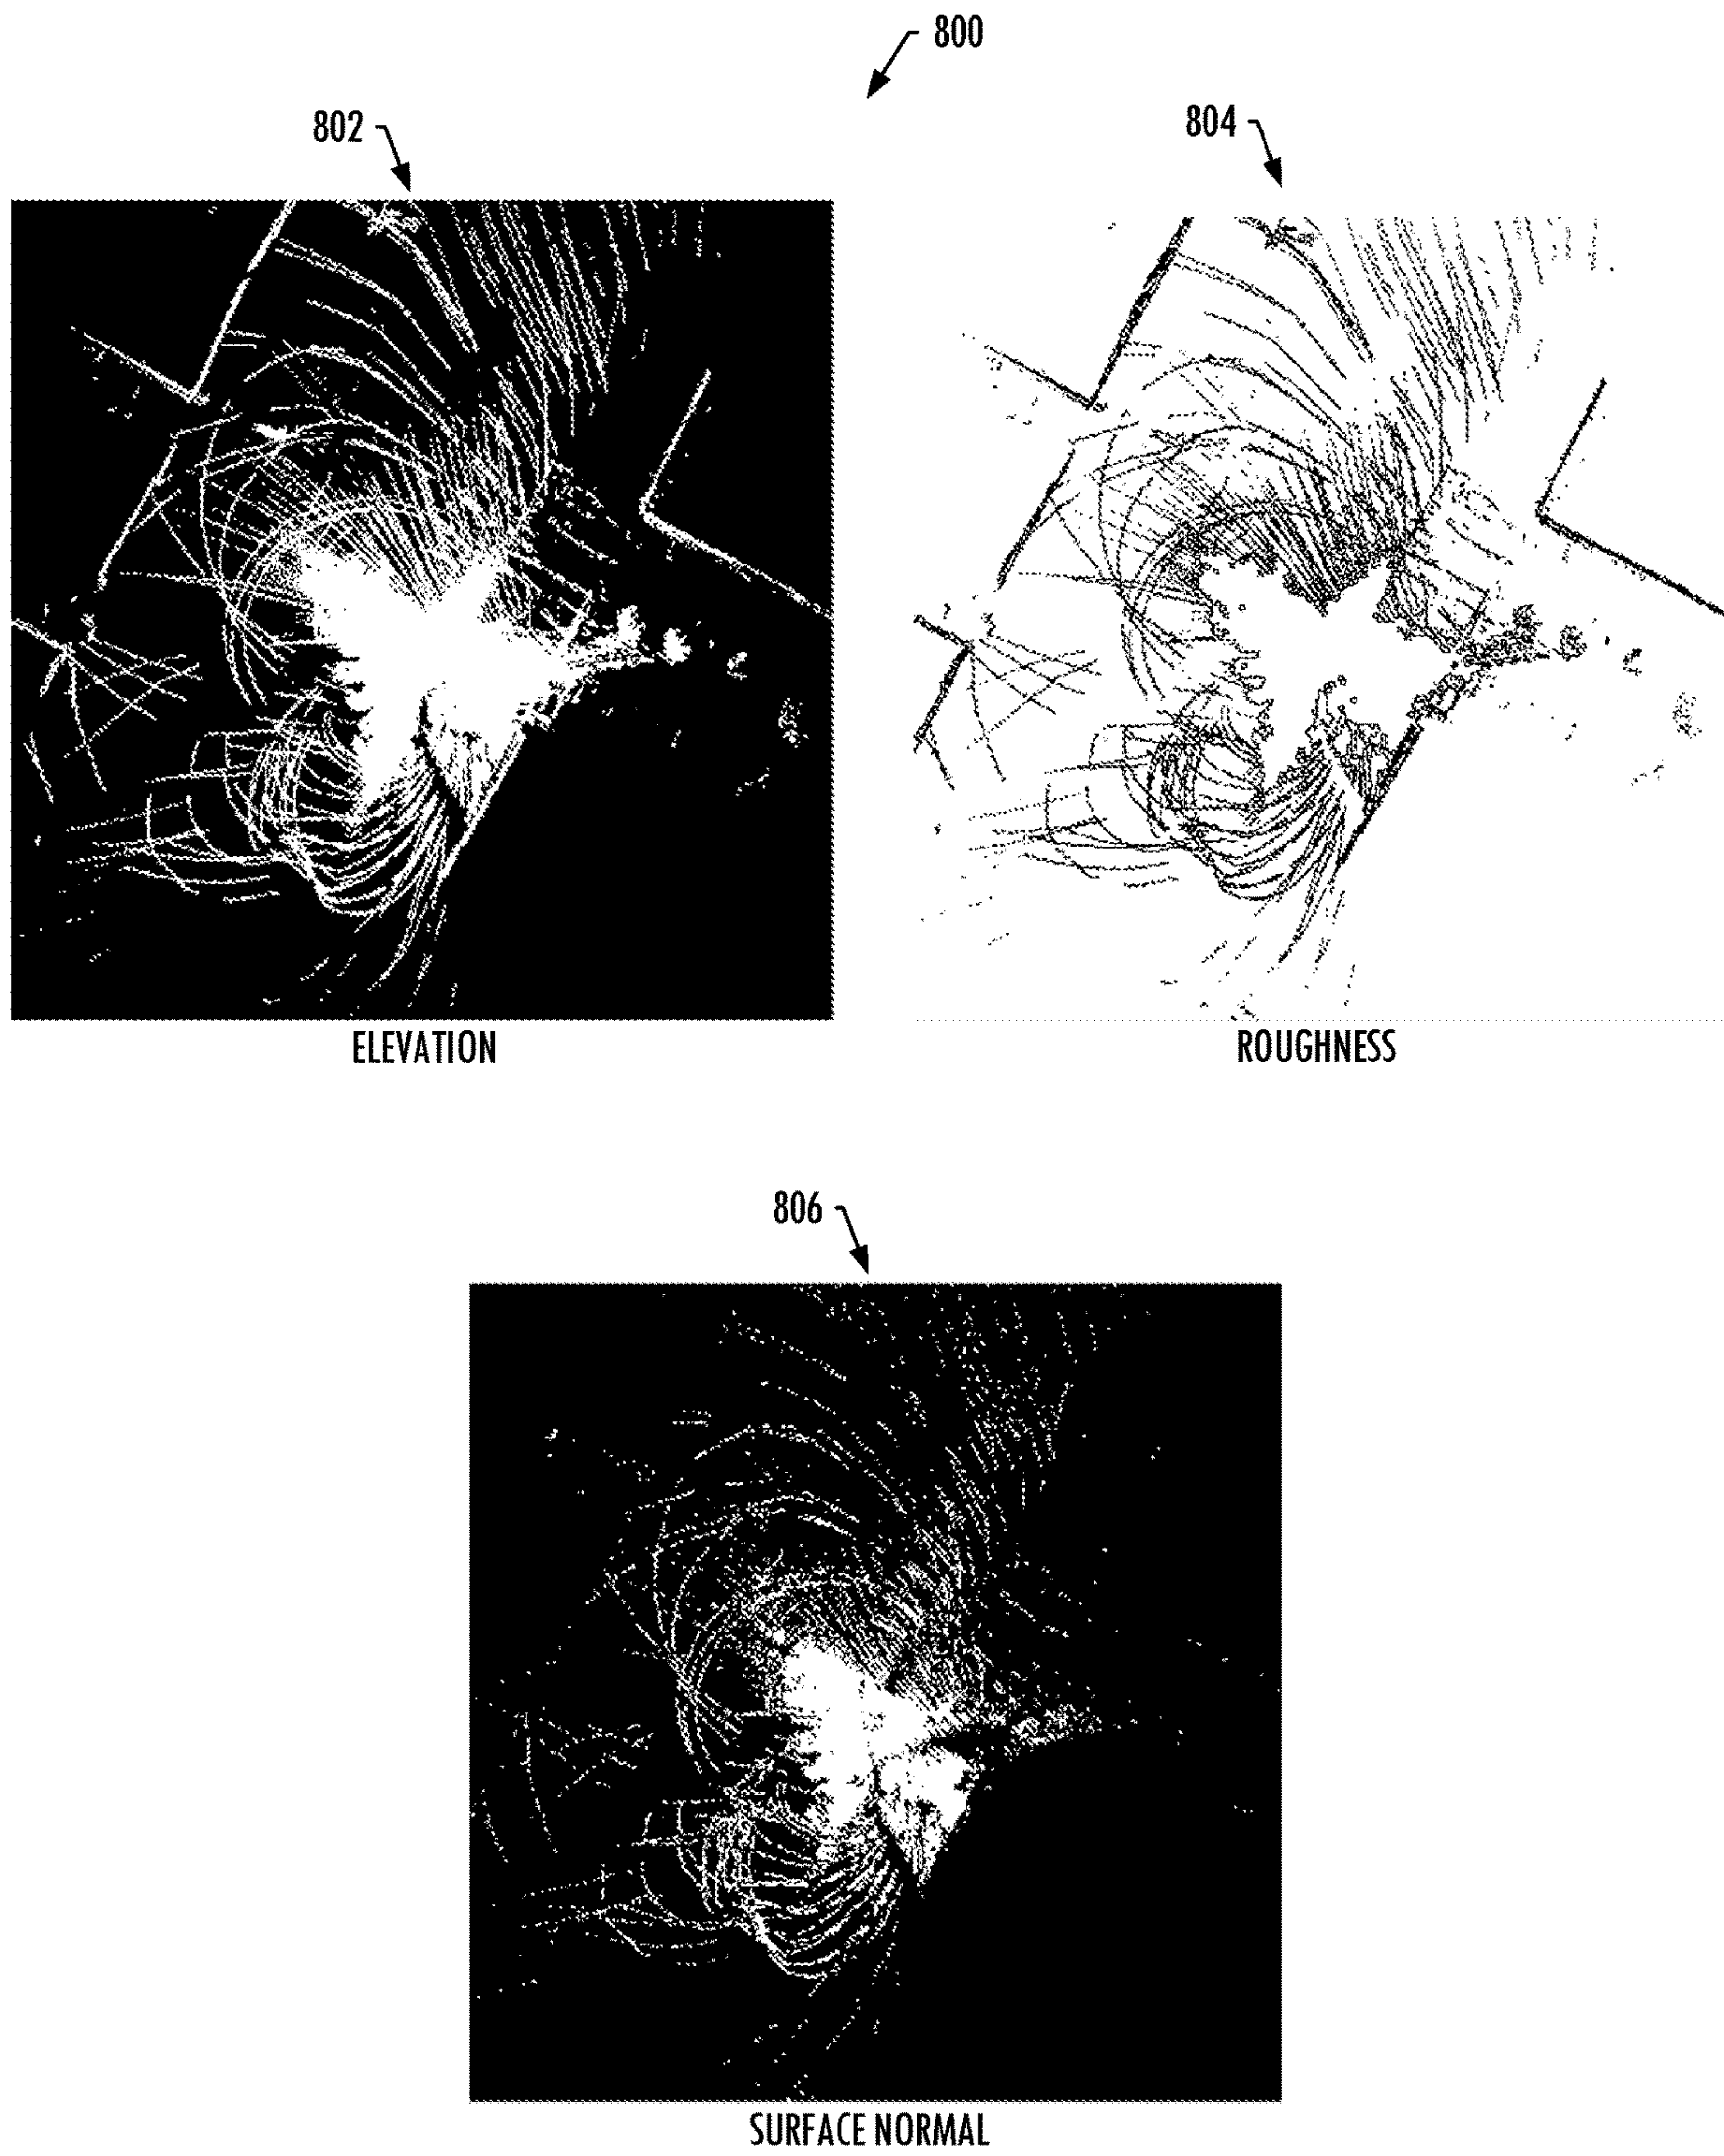 800
802
804
ELEVATION
ROUGHNESS
806
SURFACE NORMAL